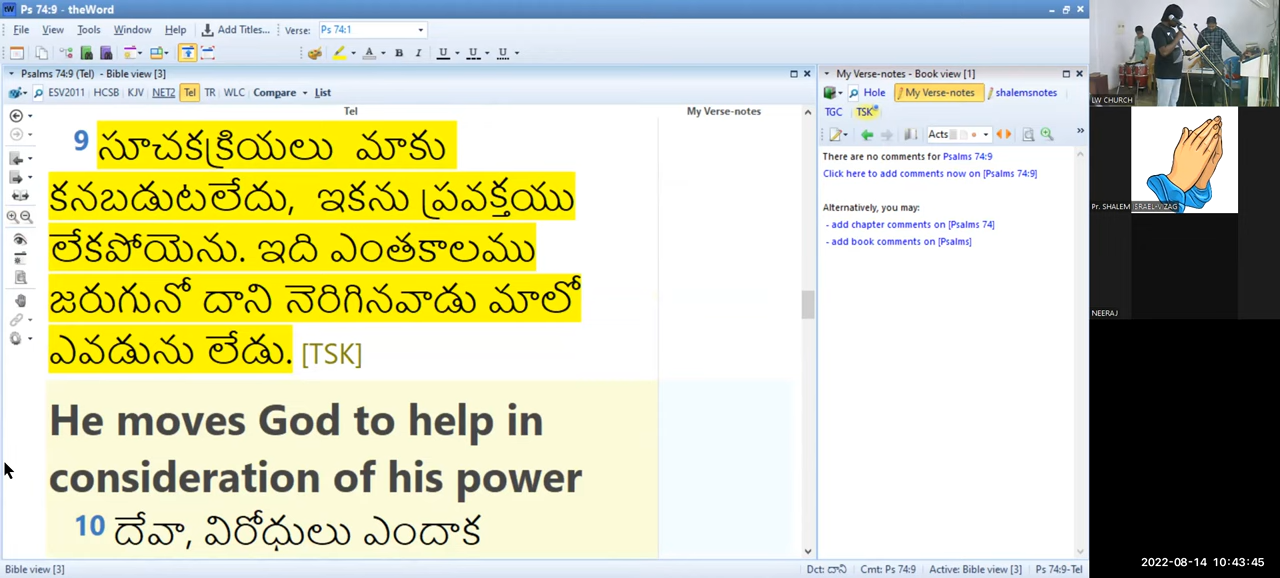 Ps 74:9 - theWord
File View Tools Window Help Add Titles... Verse: Ps 74:1
Psalms 74:9 (Tel) - Bible view [3]
ESV2011 HCSB KJV NET2 Tel TR WLC Compare List
Tel My Verse-notes
9 సూచకక్రియలు మాకు
కనబడుటలేదు, ఇకను ప్రవక్తయు
లేకపోయెను. ఇది ఎంతకాలము
జరుగునో దాని నెరిగినవాడు మాలో
ఎవడును లేడు. [TSK]
He moves God to help in
consideration of his power
10 దేవా, విరోధులు ఎందాక
My Verse-notes - Book view [1]
Hole My Verse-notes shalemsnotes
TGC TSK
Acts
There are no comments for Psalms 74:9
Click here to add comments now on [Psalms 74:9]
Alternatively, you may:
- add chapter comments on [Psalms 74]
- add book comments on [Psalms]
LW CHURCH
Pr. SHALEM ISRAEL-VIZAG
NEERAJ
2022-08-14 10:43:45
Bible view [3] Dct: దాని Cmt: Ps 74:9 Active: Bible view [3] Ps 74:9-Tel